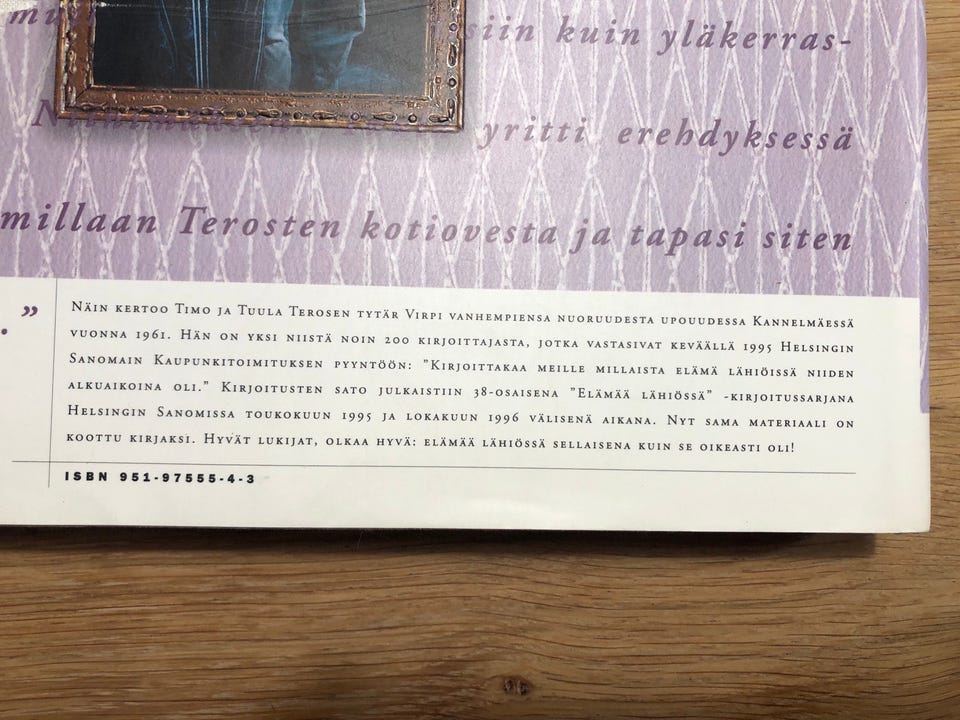 siin kuin yläkerras-
yritti erehdyksessä
millaan Terosten kotiovesta ja tapasi siten
. ”
Näin kertoo Timo ja Tuula Terosen tytär Virpi vanhempiensa nuoruudesta upouudessa Kannelmäessä
vuonna 1961. Hän on yksi niistä noin 200 kirjoittajasta, jotka vastasivat keväällä 1995 Helsingin
Sanomain Kaupunkitoimituksen pyyntöön: ”Kirjoittakaa meille millaista elämä lähiöissä niiden
alkuaikoina oli.” Kirjoitusten sato julkaistiin 38-osaisena ”Elämää lähiössä” -kirjoitussarjana
Helsingin Sanomissa toukokuun 1995 ja lokakuun 1996 välisenä aikana. Nyt sama materiaali on
koottu kirjaksi. Hyvät lukijat, olkaa hyvä: elämää lähiössä sellaisena kuin se oikeasti oli!
ISBN 951-97555-4-3